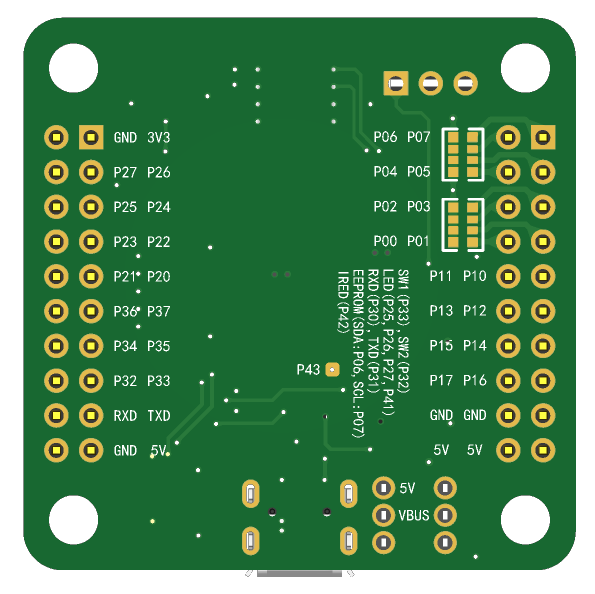 GND 3V3
P27 P26
P25 P24
P23 P22
P21 P20
P36 P37
P34 P35
P32 P33
RXD TXD
GND 5V
P06 P07
P04 P05
P02 P03
P00 P01
P11 P10
P13 P12
P15 P14
P17 P16
GND GND
5V 5V
SW1(P33), SW2(P32)
LED(P25, P26, P27, P41)
RXD(P30), TXD(P31)
EEPROM(SDA:P06, SCL:P07)
IRED(P42)
P43
5V
VBUS